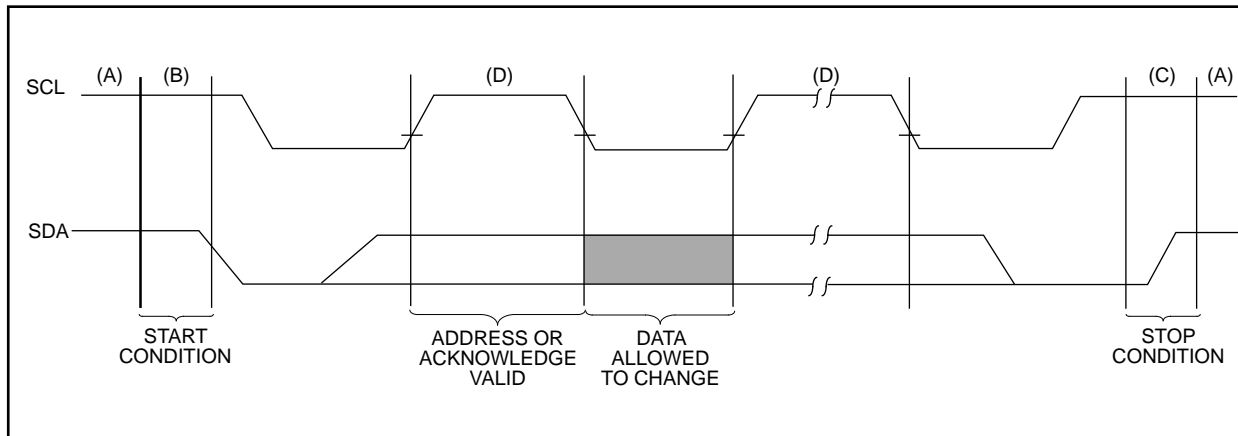 (A) (B) (D) (D) (C) (A)
SCL
SDA
START
CONDITION
ADDRESS OR
ACKNOWLEDGE
VALID
DATA
ALLOWED
TO CHANGE
STOP
CONDITION